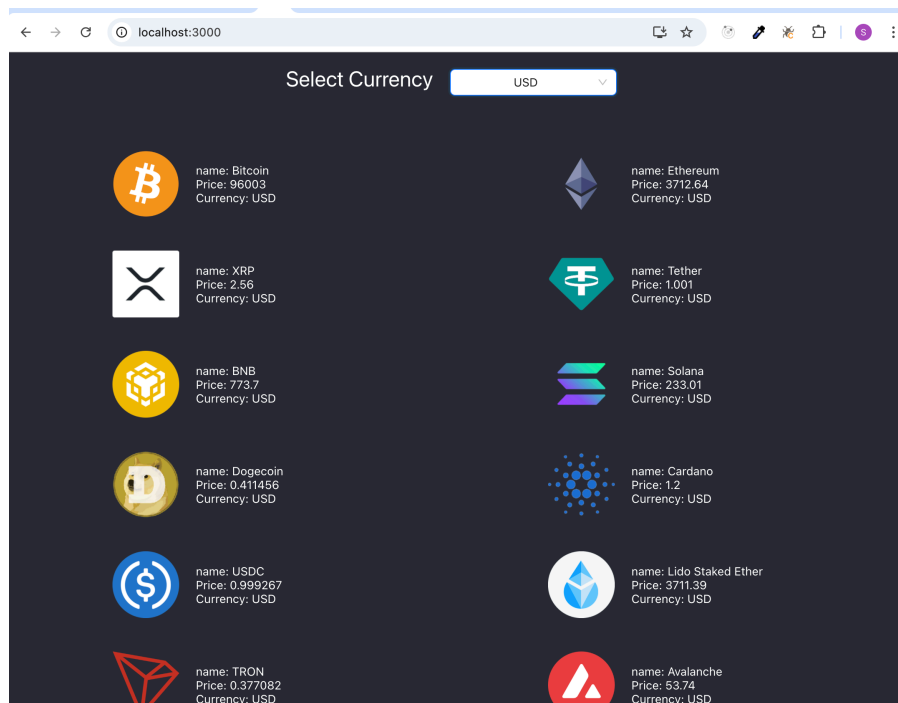 localhost:3000
S
Select Currency
USD
name: Bitcoin
Price: 96003
Currency: USD
name: Ethereum
Price: 3712.64
Currency: USD
name: XRP
Price: 2.56
Currency: USD
name: Tether
Price: 1.001
Currency: USD
name: BNB
Price: 773.7
Currency: USD
name: Solana
Price: 233.01
Currency: USD
name: Dogecoin
Price: 0.411456
Currency: USD
name: Cardano
Price: 1.2
Currency: USD
name: USDC
Price: 0.999267
Currency: USD
name: Lido Staked Ether
Price: 3711.39
Currency: USD
name: TRON
Price: 0.377082
Currency: USD
name: Avalanche
Price: 53.74
Currency: USD